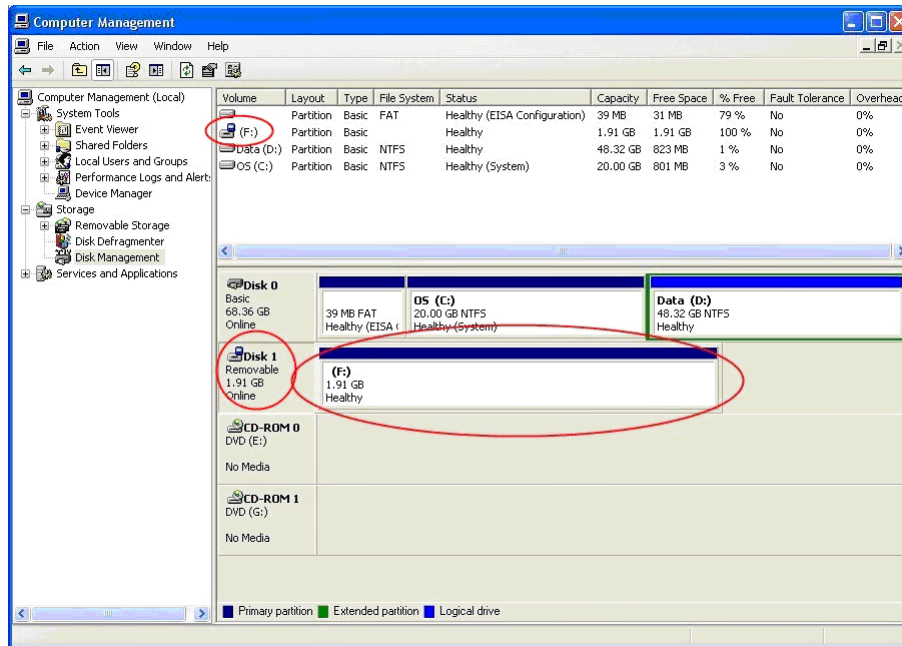 Computer Management
File Action View Window Help
Computer Management (Local)
System Tools
Event Viewer
Shared Folders
Local Users and Groups
Performance Logs and Alert:
Device Manager
Storage
Removable Storage
Disk Defragmenter
Disk Management
Services and Applications
Volume Layout Type File System Status Capacity Free Space % Free Fault Tolerance Overhead
Partition Basic FAT Healthy (EISA Configuration) 39 MB 31 MB 79 % No 0%
(F:) Partition Basic Healthy 1.91 GB 1.91 GB 100 % No 0%
Data (D:) Partition Basic NTFS Healthy 48.32 GB 823 MB 1 % No 0%
OS (C:) Partition Basic NTFS Healthy (System) 20.00 GB 801 MB 3 % No 0%
Disk 0
Basic
68.36 GB
Online
39 MB FAT
Healthy (EISA (
OS (C:)
20.00 GB NTFS
Healthy (System)
Data (D:)
48.32 GB NTFS
Healthy
Disk 1
Removable
1.91 GB
Online
(F:)
1.91 GB
Healthy
CD-ROM 0
DVD (E:)
No Media
CD-ROM 1
DVD (G:)
No Media
Primary partition Extended partition Logical drive